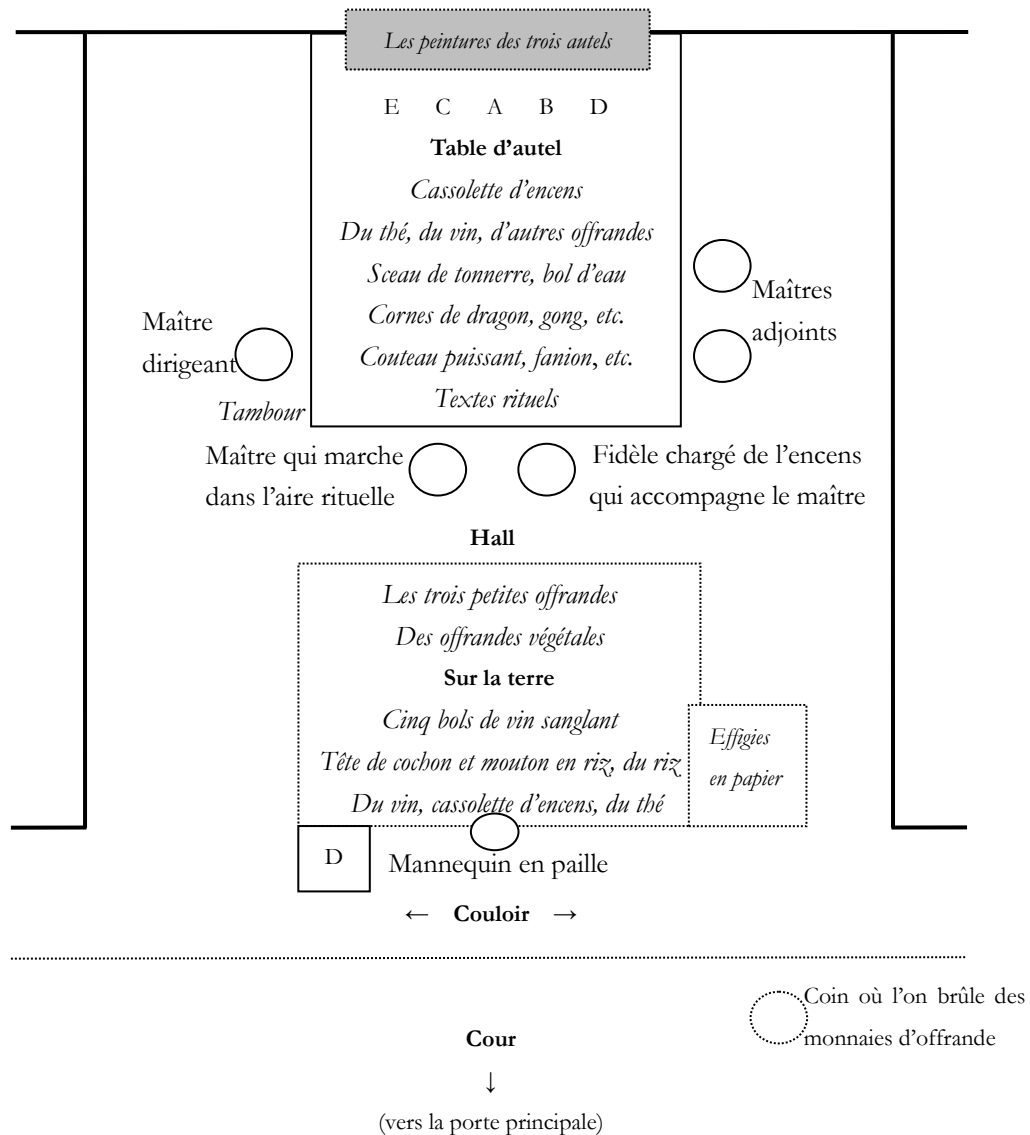 Les peintures des trois autels
E C A B D
Table d’autel
Cassolette d’encens
Du thé, du vin, d’autres offrandes
Sceau de tonnerre, bol d’eau
Cornes de dragon, gong, etc.
Couteau puissant, fanion, etc.
Textes rituels
Maîtres
adjoints
Maître
dirigeant
Tambour
Maître qui marche
dans l’aire rituelle
Fidèle chargé de l’encens
qui accompagne le maître
Hall
Les trois petites offrandes
Des offrandes végétales
Sur la terre
Cinq bols de vin sanglant
Tête de cochon et mouton en riz, du riz
Du vin, cassolette d’encens, du thé
Effigies
en papier
D
Mannequin en paille
← Couloir →
Coin où l’on brûle des
monnaies d’offrande
Cour
↓
(vers la porte principale)